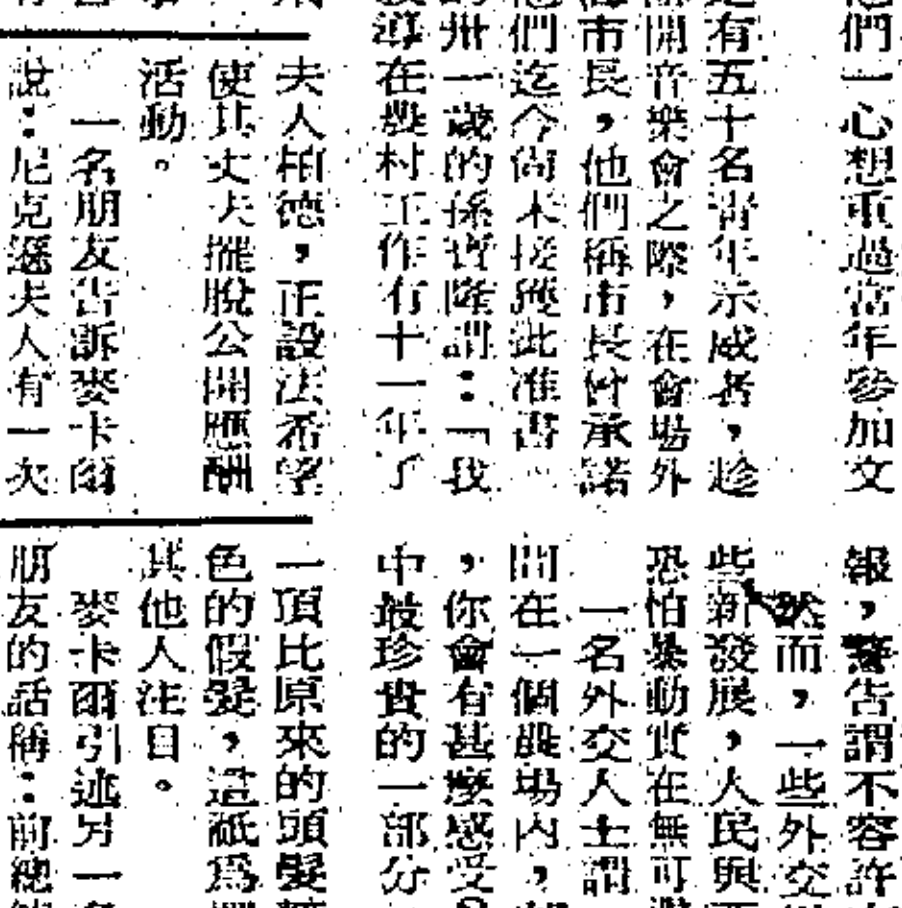 他們一心想重過當年參加文
有五十名青年示威者，趁
開音樂會之際，在會場外
市長，他們稱市長曾承諾
他們迄今尚未接獲此准書
的卅一歲的孫寶隆謂：「我
導在農村工作有十一年了
報，警告謂不容許
然而，一些外交
些新發展，人民與
恐怕暴動實在無可
一名外交人士謂
間在一個農場內，
，你會有甚麼感受
中最珍貴的一部分
夫人柏德，正設法希望
使其丈夫擺脫公開應酬
活動。
一名朋友告訴麥卡爾
說：尼克遜夫人有一次
一頂比原來的頭髮
色的假髮，這祇爲
其他人注目。
麥卡爾引述另一
朋友的話稱：前總